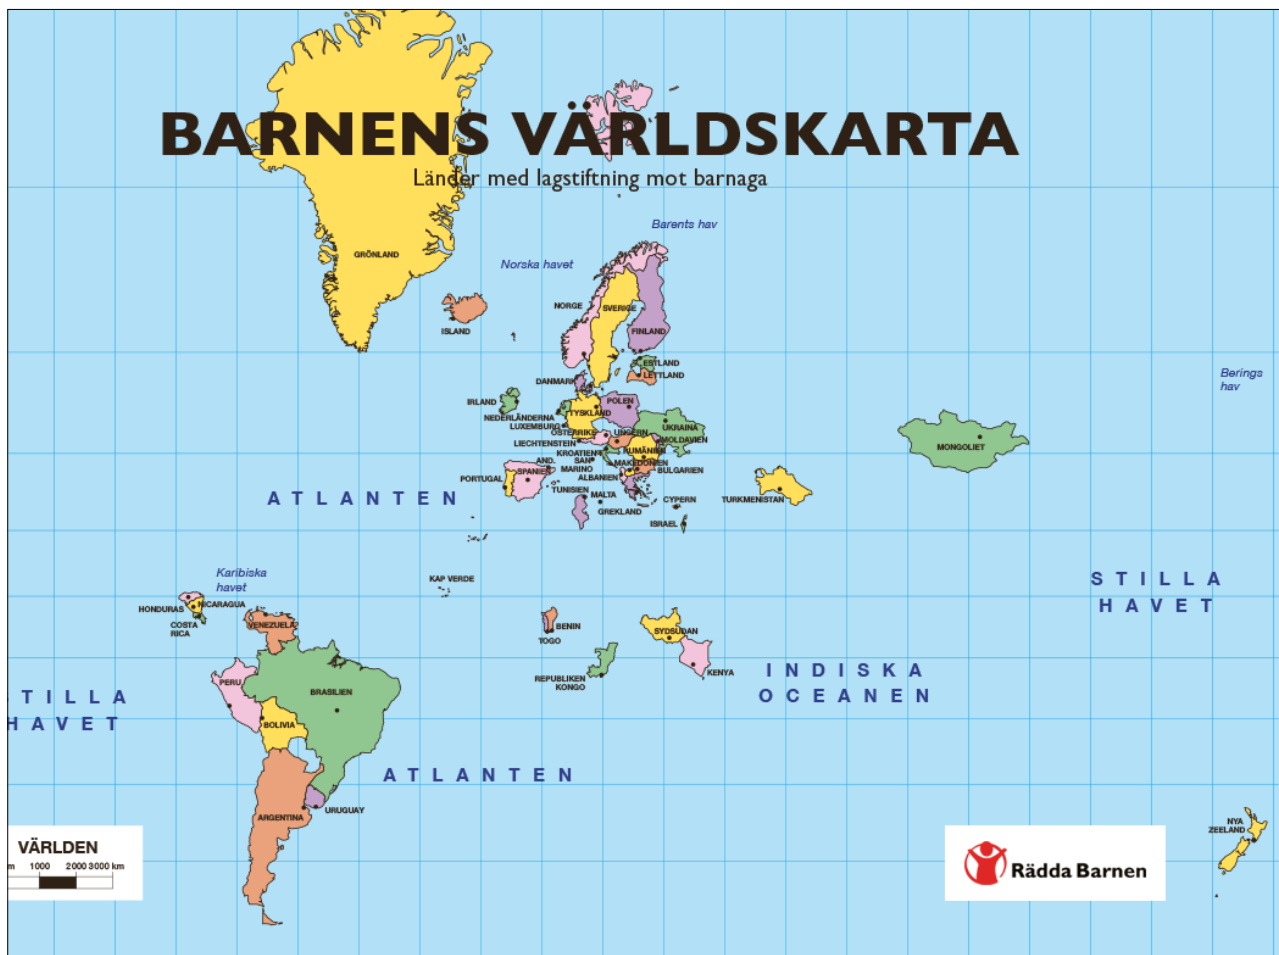 BARNENS VÄRLDSKARTA
Länder med lagstiftning mot barnaga
Barents hav
Norska havet
GRÖNLAND
NORGE
SVERIGE
ISLAND
FINLAND
ESTLAND
LETTLAND
Berings
hav
DANMARK
IRLAND
POLEN
NEDERLÄNDERNA
TYSKLAND
LUXEMBURG
UKRAINA
ÖSTERRIKE
UNGERN
LIECHTENSTEIN
MOLDAVIEN
KROATIEN
RUMÄNIEN
MONGOLIET
AND.
SAN
MARINO
MAKEDONIEN
SPANIEN
BULGARIEN
PORTUGAL
ALBANIEN
TUNISIEN
MALTA
CYPERN
TURKMENISTAN
ATLANTEN
GREKLAND
ISRAEL
Karibiska
havet
KAP VERDE
STILLA
HAVET
HONDURAS
NICARAGUA
COSTA
RICA
VENEZUELA
BENIN
TOGO
SYDSUDAN
KENYA
REPUBLIKEN
KONGO
INDISKA
OCEANEN
PERU
BRASILIEN
TILLA
HAVET
BOLIVIA
ATLANTEN
ARGENTINA
URUGUAY
NYA
ZEELAND
VÄRLDEN
m 1000 2000 3000 km
Rädda Barnen